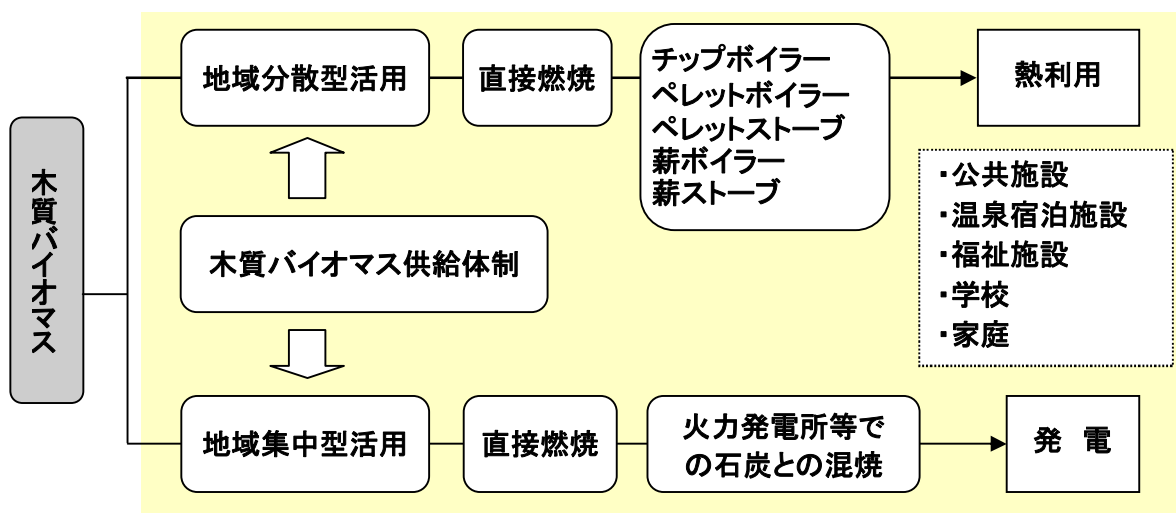 木質バイオマス
地域分散型活用
直接燃焼
チップボイラー
ペレットボイラー
ペレットストーブ
薪ボイラー
薪ストーブ
熱利用
・公共施設
・温泉宿泊施設
・福祉施設
・学校
・家庭
木質バイオマス供給体制
地域集中型活用
直接燃焼
火力発電所等で
の石炭との混焼
発　電